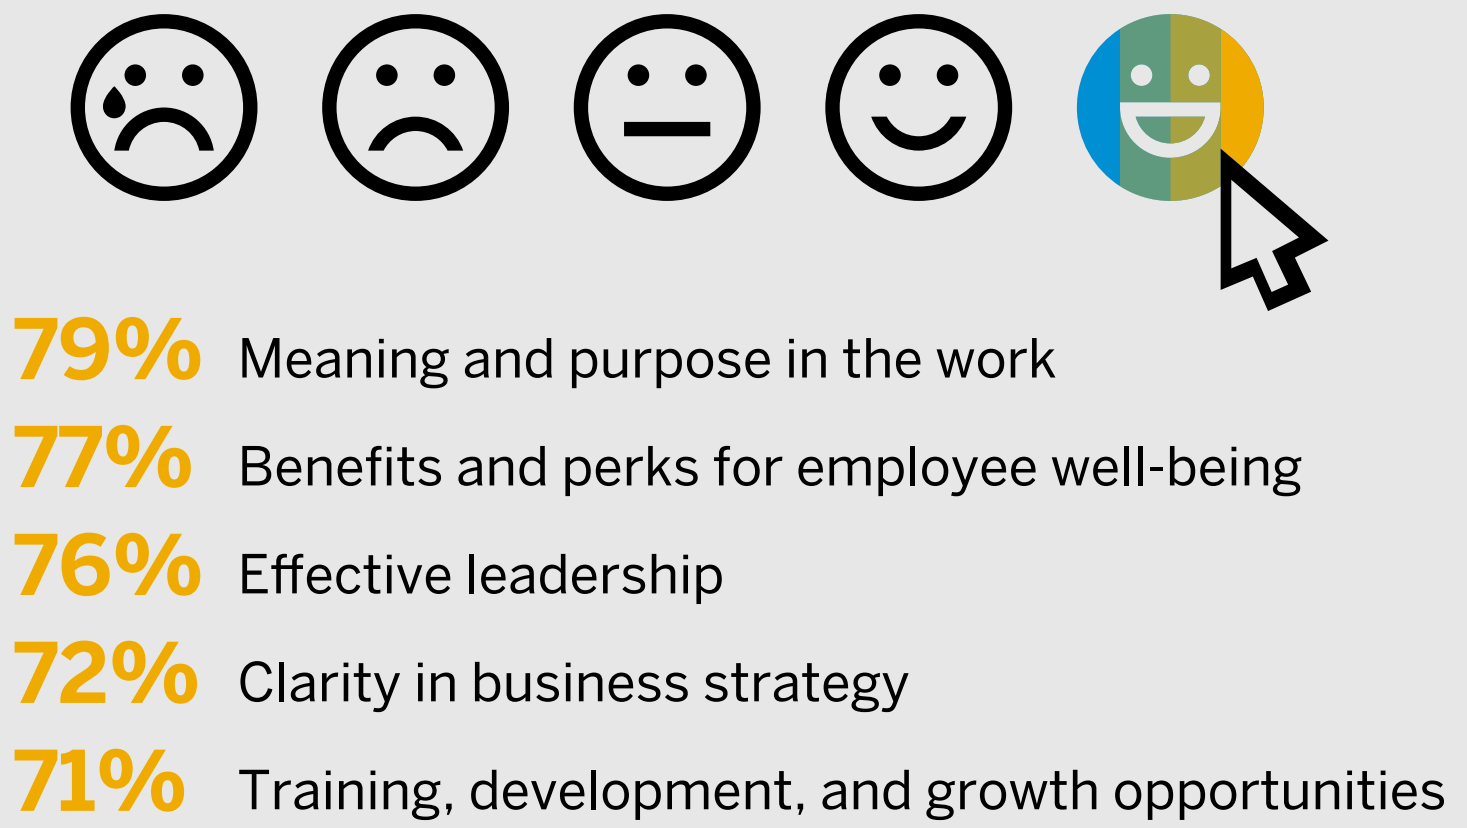 79% Meaning and purpose in the work
77% Benefits and perks for employee well-being
76% Effective leadership
72% Clarity in business strategy
71% Training, development, and growth opportunities